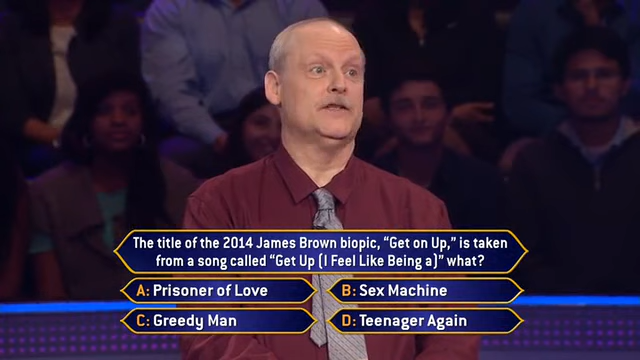 The title of the 2014 James Brown biopic, “Get on Up,” is taken
from a song called “Get Up (I Feel Like Being a)” what?
A: Prisoner of Love
B: Sex Machine
C: Greedy Man
D: Teenager Again